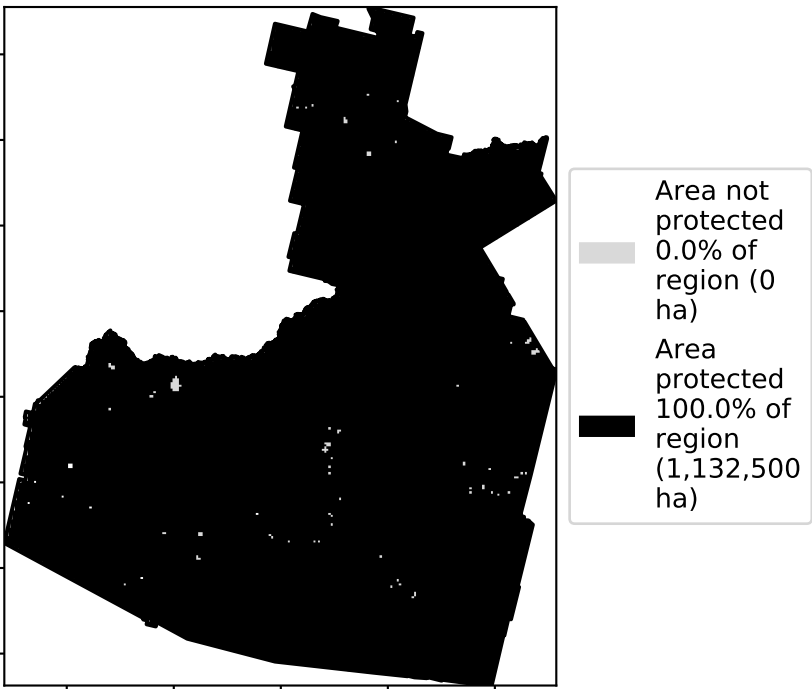 Area not
protected
0.0% of
region (0
ha)
Area
protected
100.0% of
region
(1,132,500
ha)